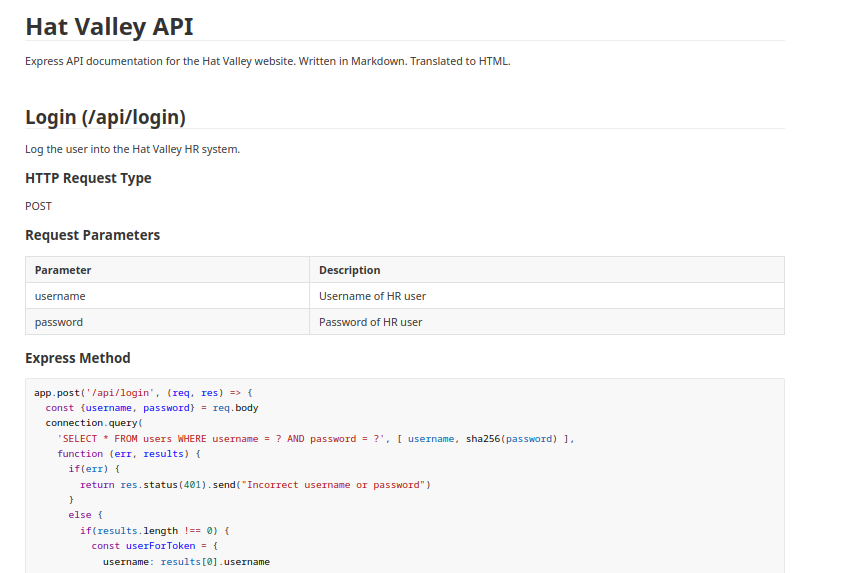 Hat Valley API
Express API documentation for the Hat Valley website. Written in Markdown. Translated to HTML.
Login (/api/login)
Log the user into the Hat Valley HR system.
HTTP Request Type
POST
Request Parameters
Parameter Description
username Username of HR user
password Password of HR user
Express Method
app.post('/api/login', (req, res) => {
  const {username, password} = req.body
  connection.query(
    'SELECT * FROM users WHERE username = ? AND password = ?', [ username, sha256(password) ],
    function (err, results) {
      if(err) {
        return res.status(401).send("Incorrect username or password")
      }
      else {
        if(results.length !== 0) {
          const userForToken = {
            username: results[0].username